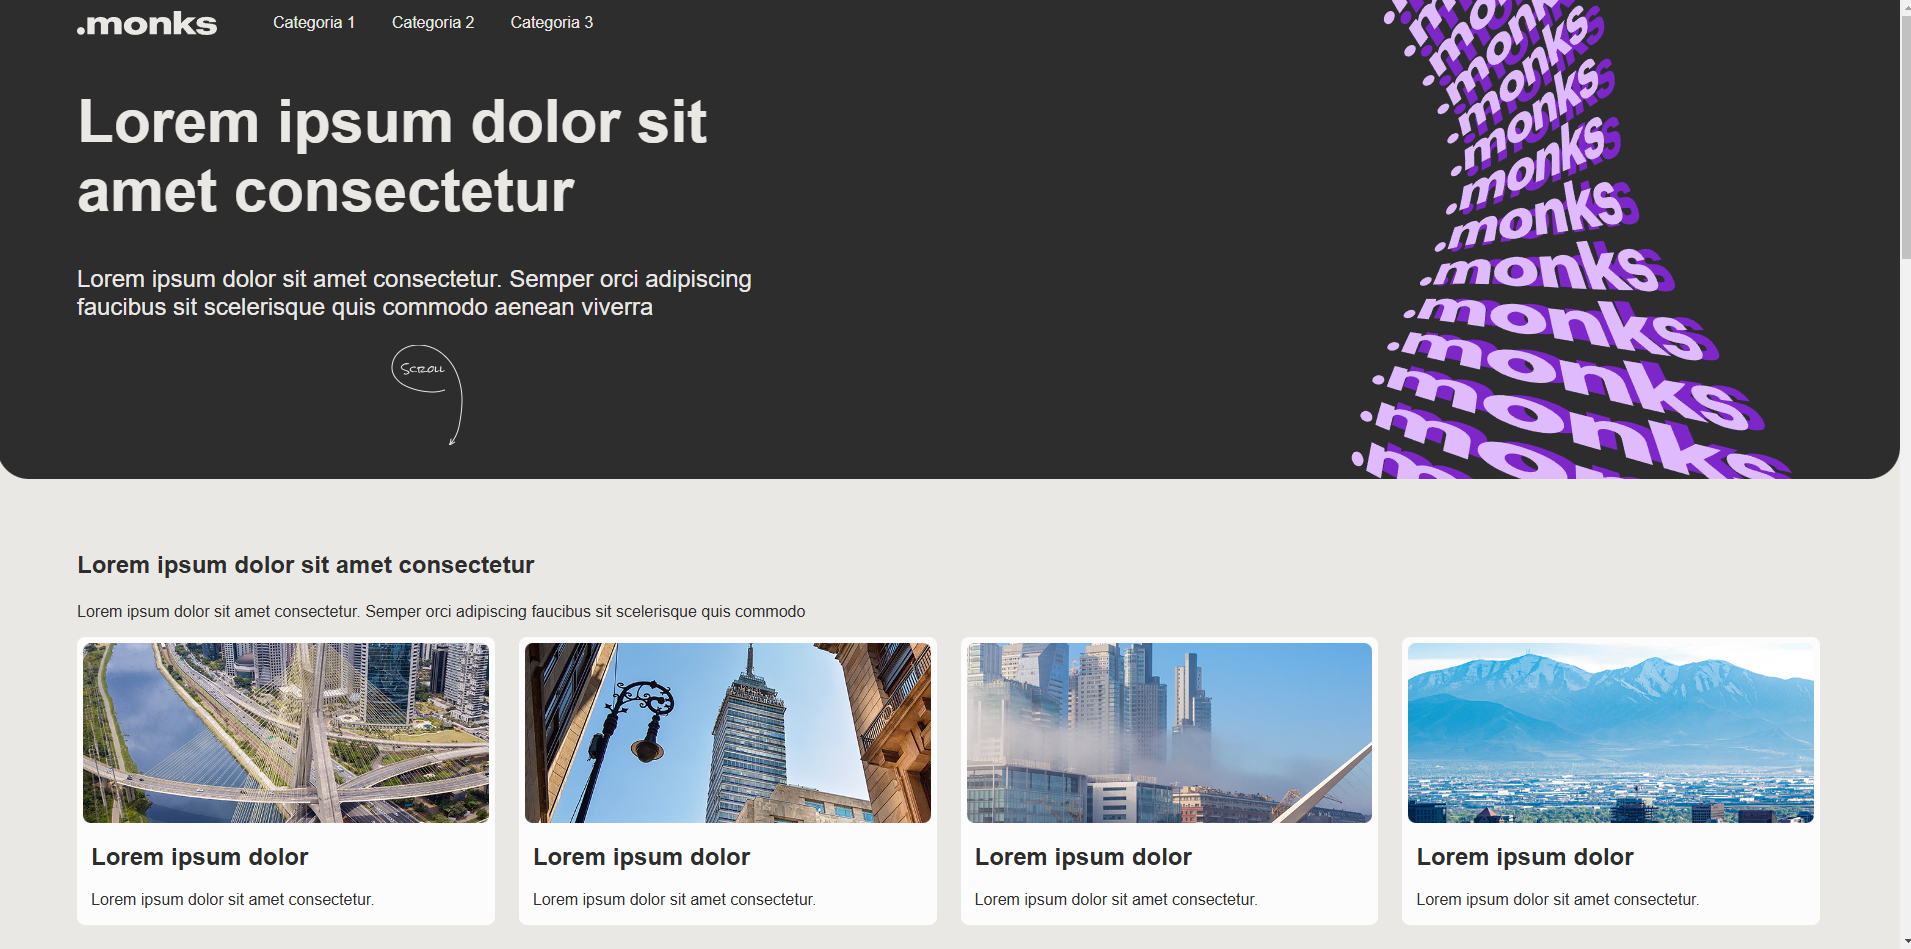 .monks
Categoria 1
Categoria 2
Categoria 3
Lorem ipsum dolor sit
amet consectetur
Lorem ipsum dolor sit amet consectetur. Semper orci adipiscing
faucibus sit scelerisque quis commodo aenean viverra
SCROLL
.monks
.monks
.monks
.monks
.monks
.monks
.monks
.monks
.monks
.monks
.monks
Lorem ipsum dolor sit amet consectetur
Lorem ipsum dolor sit amet consectetur. Semper orci adipiscing faucibus sit scelerisque quis commodo
Lorem ipsum dolor
Lorem ipsum dolor sit amet consectetur.
Lorem ipsum dolor
Lorem ipsum dolor sit amet consectetur.
Lorem ipsum dolor
Lorem ipsum dolor sit amet consectetur.
Lorem ipsum dolor
Lorem ipsum dolor sit amet consectetur.